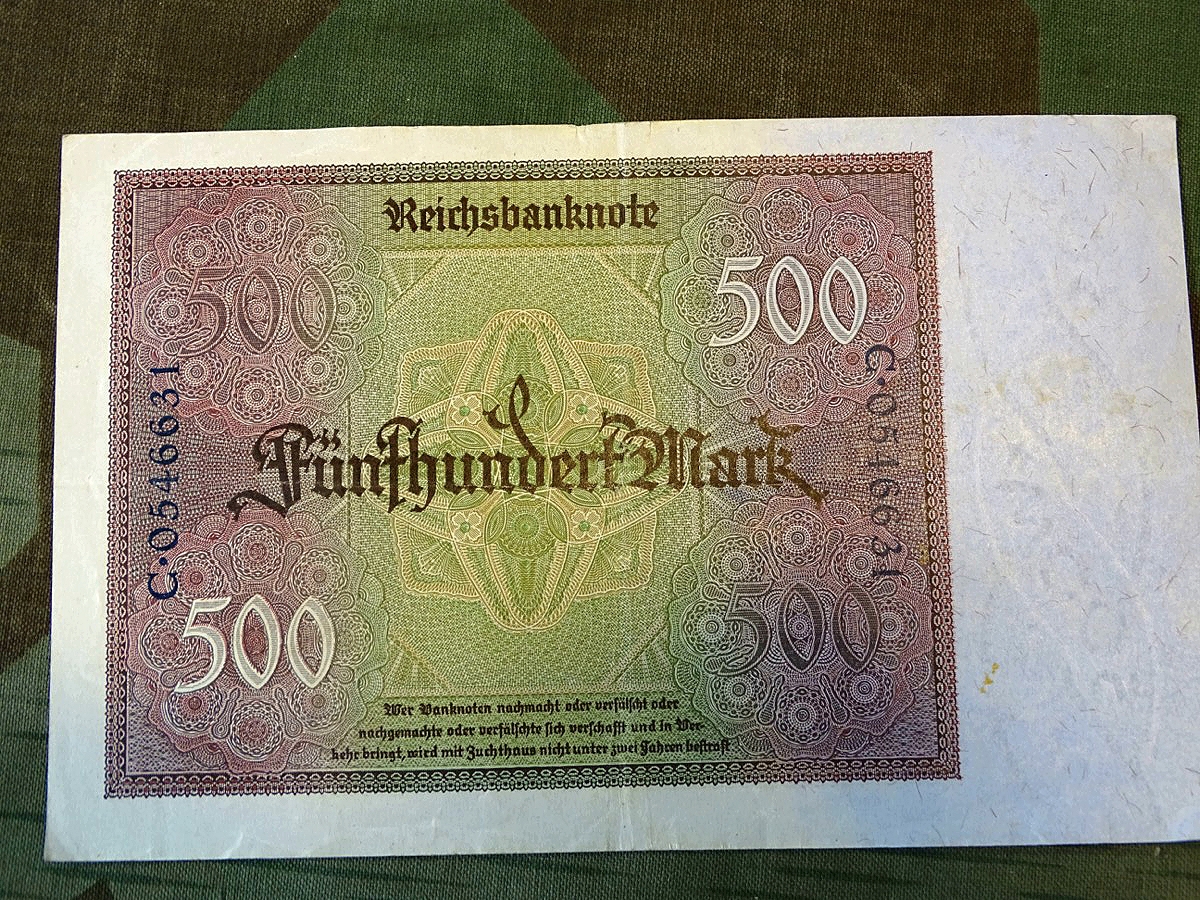 Reichsbanknote
500
500
G·0546631
G·0546631
Fünfhundert Mark
500
500
Wer Banknoten nachmacht oder verfälscht oder
nachgemachte oder verfälschte sich verschafft und in Ver-
kehr bringt, wird mit Zuchthaus nicht unter zwei Jahren bestraft